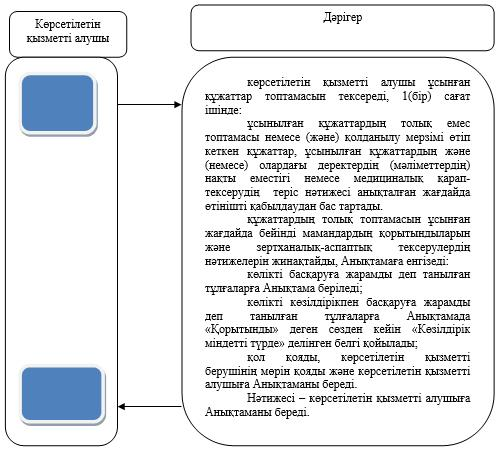 Көрсетілетін
қызметті алушы
Дәрігер
көрсетілетін қызметті алушы ұсынған
құжаттар топтамасын тексереді, 1(бір) сағат
ішінде:
ұсынылған құжаттардың толық емес
топтамасы немесе (және) қолданылу мерзімі өтіп
кеткен құжаттар, ұсынылған құжаттардың және
(немесе) олардағы деректердің (мәліметтердің)
нақты еместігі немесе медициналық қарап-
тексерудің теріс нәтижесі анықталған жағдайда
өтінішті қабылдаудан бас тартады.
құжаттардың толық топтамасын ұсынған
жағдайда бейінді мамандардың қорытындыларын
және зертханалық-аспаптық тексерулердің
нәтижелерін жинақтайды, Анықтамаға енгізеді:
көлікті басқаруға жарамды деп танылған
тұлғаларға Анықтама беріледі;
көлікті көзілдірікпен басқаруға жарамды
деп танылған тұлғаларға Анықтамада
«Қорытынды» деген сөзден кейін «Көзілдірік
міндетті түрде» делінген белгі қойылады;
қол қояды, көрсетілетін қызметті
берушінің мөрін қояды және көрсетілетін қызметті
алушыға Анықтаманы береді.
Нәтижесі – көрсетілетін қызметті алушыға
Анықтаманы береді.